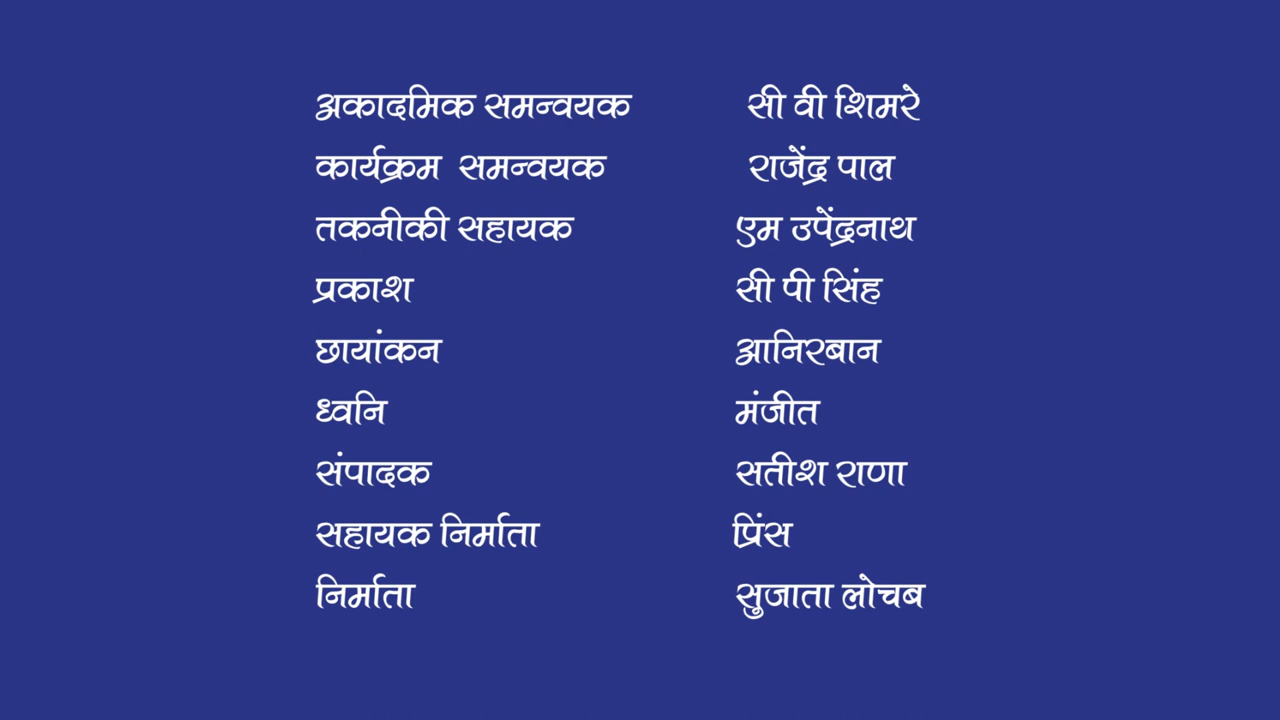 अकादमिक समन्वयक सी वी शिमरे
कार्यक्रम समन्वयक राजेंद्र पाल
तकनीकी सहायक एम उपेंद्रनाथ
प्रकाश सी पी सिंह
छायांकन आनिरबान
ध्वनि मंजीत
संपादक सतीश राणा
सहायक निर्माता प्रिंस
निर्माता सुजाता लोचब